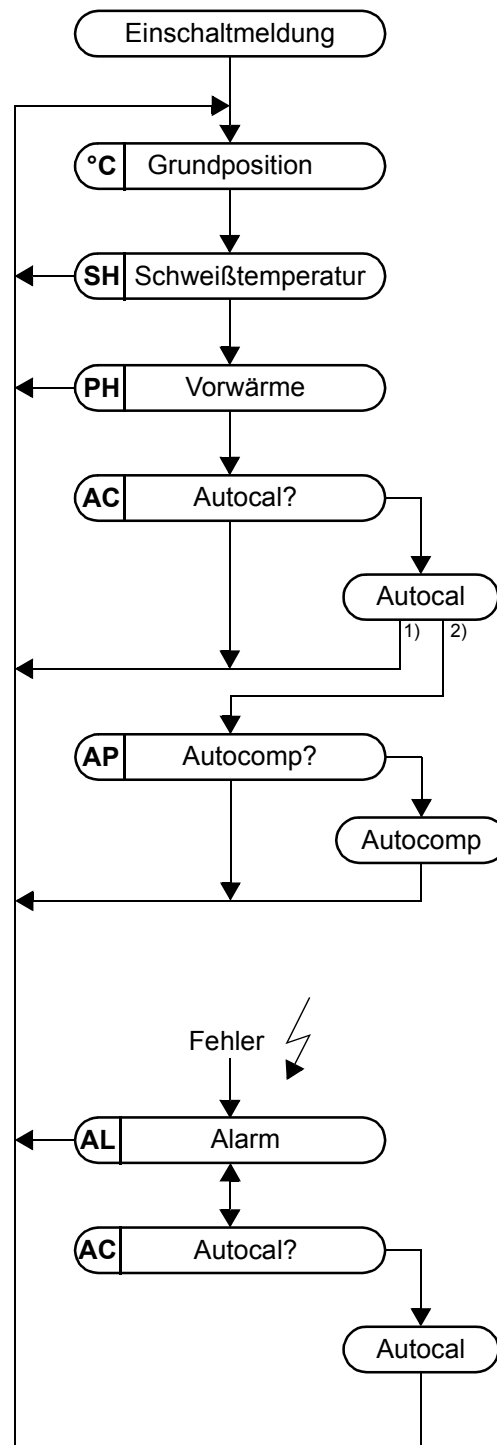 Einschaltmeldung
°C Grundposition
SH Schweißtemperatur
PH Vorwärme
AC Autocal?
Autocal
1) 2)
AP Autocomp?
Autocomp
Fehler
AL Alarm
AC Autocal?
Autocal